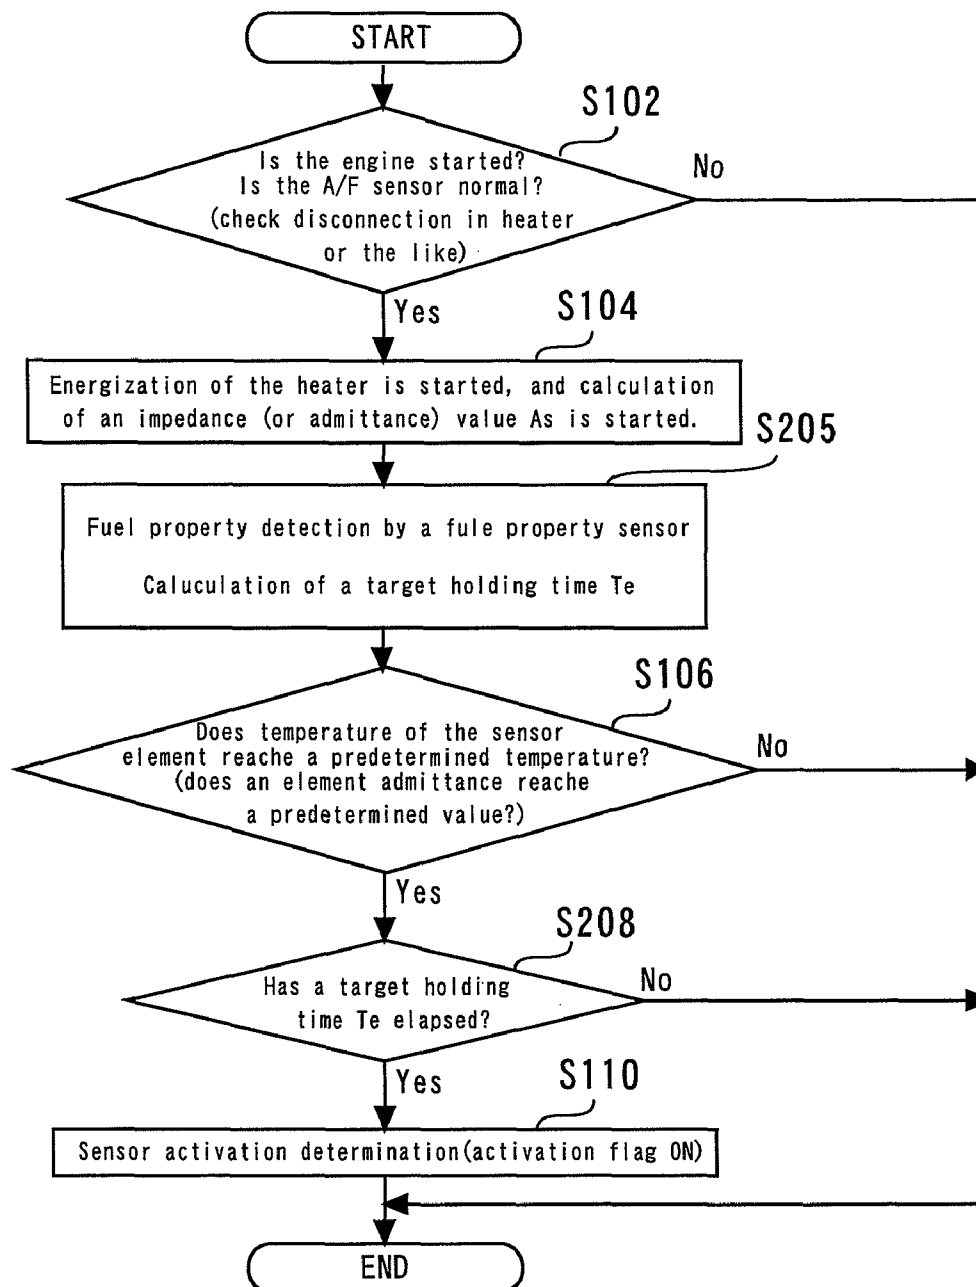 START
S102
Is the engine started?
Is the A/F sensor normal?
(check disconnection in heater
or the like)
No
Yes
S104
Energization of the heater is started, and calculation
of an impedance (or admittance) value As is started.
S205
Fuel property detection by a fule property sensor
Caluculation of a target holding time Te
S106
Does temperature of the sensor
element reache a predetermined temperature?
(does an element admittance reache
a predetermined value?)
No
Yes
S208
Has a target holding
time Te elapsed?
No
Yes
S110
Sensor activation determination(activation flag ON)
END